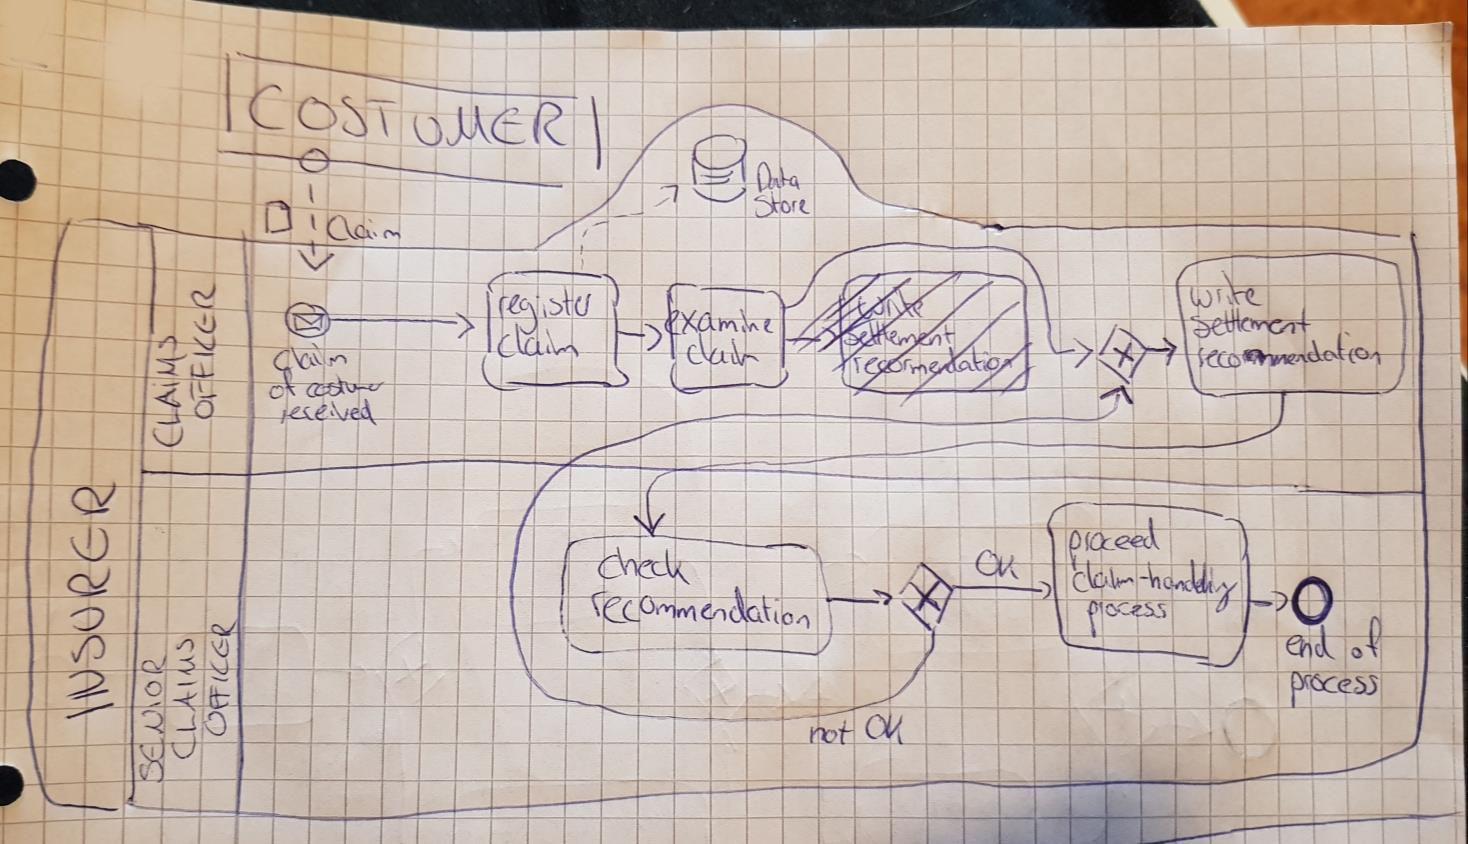 COSTUMER
Data
Store
Claim
CLAIMS
OFFICER
claim
of costumer
received
register
claim
examine
claim
write
settlement
recormendation
write
settlement
recommendation
INSURER
SENIOR
CLAIMS
OFFICER
check
recommendation
OK
not OK
proceed
claim-handling
process
end of
process